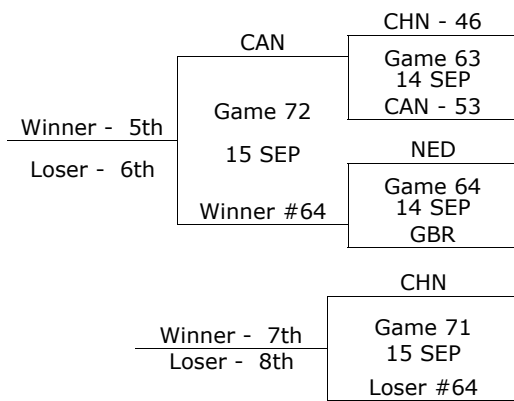 CHN - 46
CAN
Game 63
14 SEP
CAN - 53
Game 72
Winner - 5th
15 SEP
NED
Loser - 6th
Game 64
14 SEP
Winner #64
GBR
CHN
Game 71
Winner - 7th
15 SEP
Loser - 8th
Loser #64